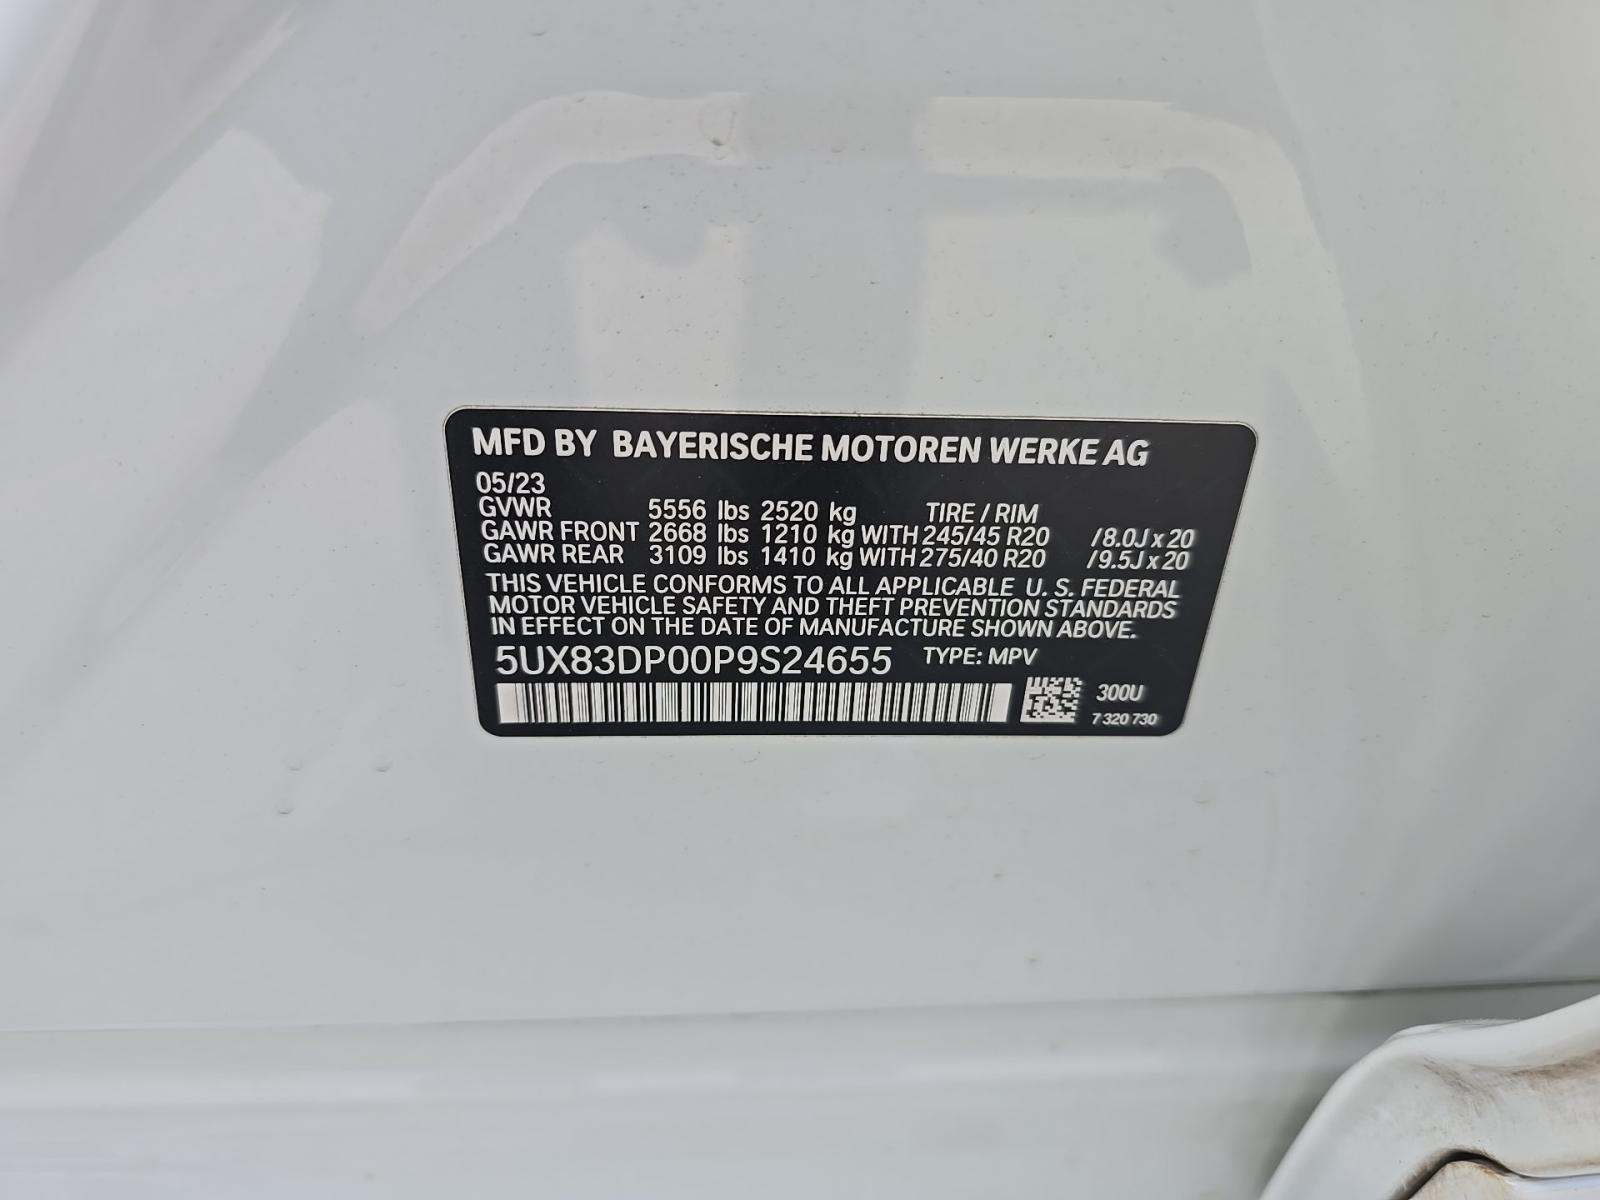 MFD BY BAYERISCHE MOTOREN WERKE AG
05/23
GVWR 5556 lbs 2520 kg TIRE / RIM
GAWR FRONT 2668 lbs 1210 kg WITH 245/45 R20 /8.0J x 20
GAWR REAR 3109 lbs 1410 kg WITH 275/40 R20 /9.5J x 20
THIS VEHICLE CONFORMS TO ALL APPLICABLE U. S. FEDERAL
MOTOR VEHICLE SAFETY AND THEFT PREVENTION STANDARDS
IN EFFECT ON THE DATE OF MANUFACTURE SHOWN ABOVE.
5UX83DP00P9S24655 TYPE: MPV
300U
7 320 730